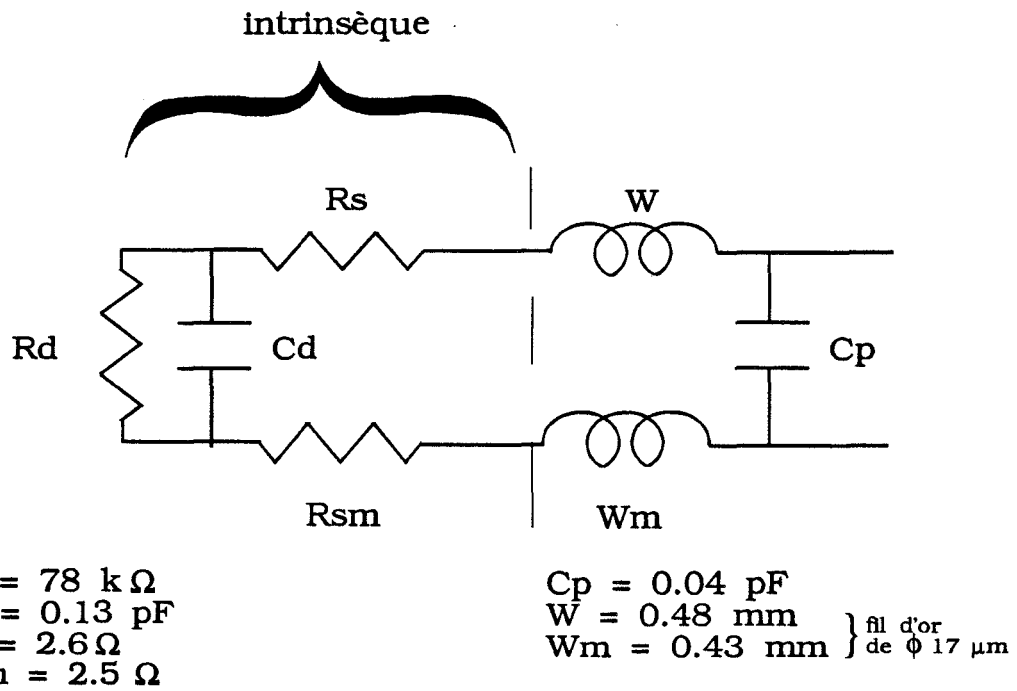 intrinsèque
Rs
W
Rd
Cd
Cp
Rsm
Wm
= 78 kΩ
= 0.13 pF
= 2.6 Ω
= 2.5 Ω
Cp = 0.04 pF
W = 0.48 mm
Wm = 0.43 mm
fil d'or
de ϕ 17 µm